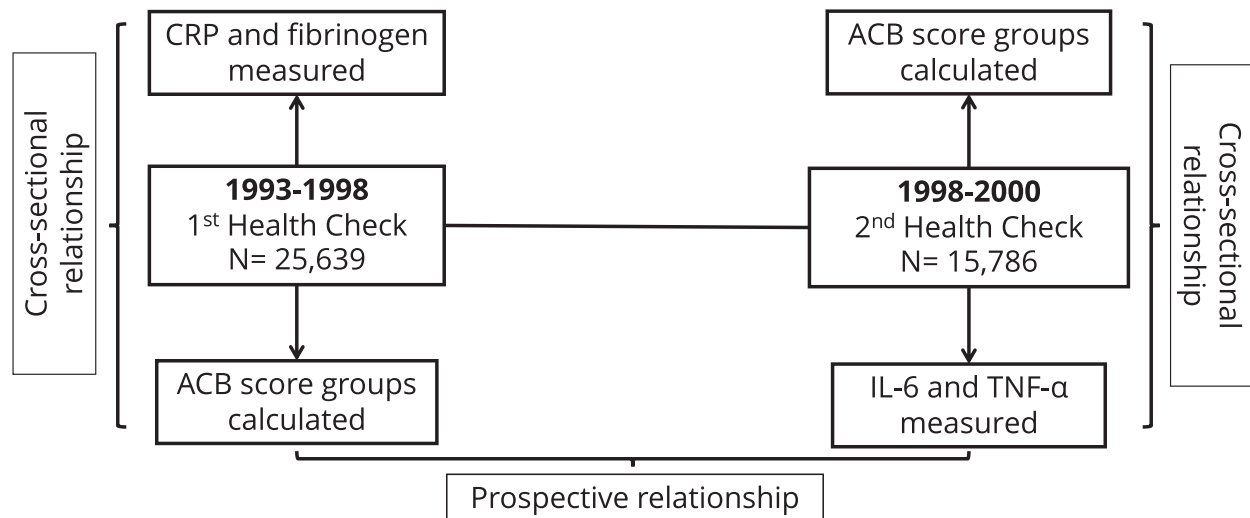 Cross-sectional
relationship
CRP and fibrinogen
measured
1993-1998
1st Health Check
N= 25,639
ACB score groups
calculated
ACB score groups
calculated
1998-2000
2nd Health Check
N= 15,786
IL-6 and TNF-α
measured
Cross-sectional
relationship
Prospective relationship